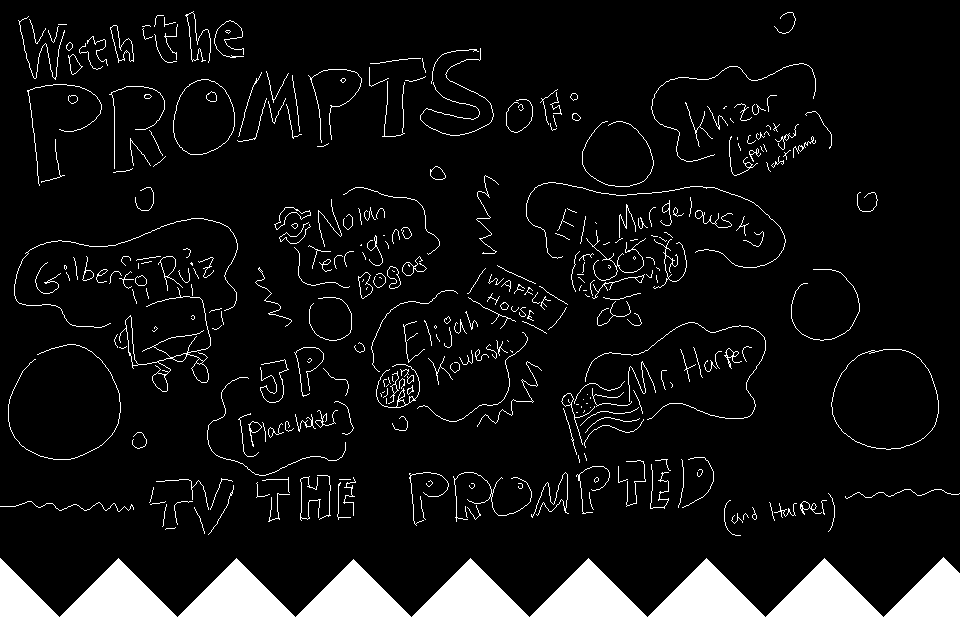 With the
PROMPTS OF:
Khizar
(i can't
spell your
last name)
Nolan
Terrigino
Bogos
Eli Margelowsky
Gilberto Ruiz
WAFFLE
HOUSE
Elijah
Kowenski
JP
[Placeholder]
Mr. Harper
TV THE PROMPTED
(and Harper)